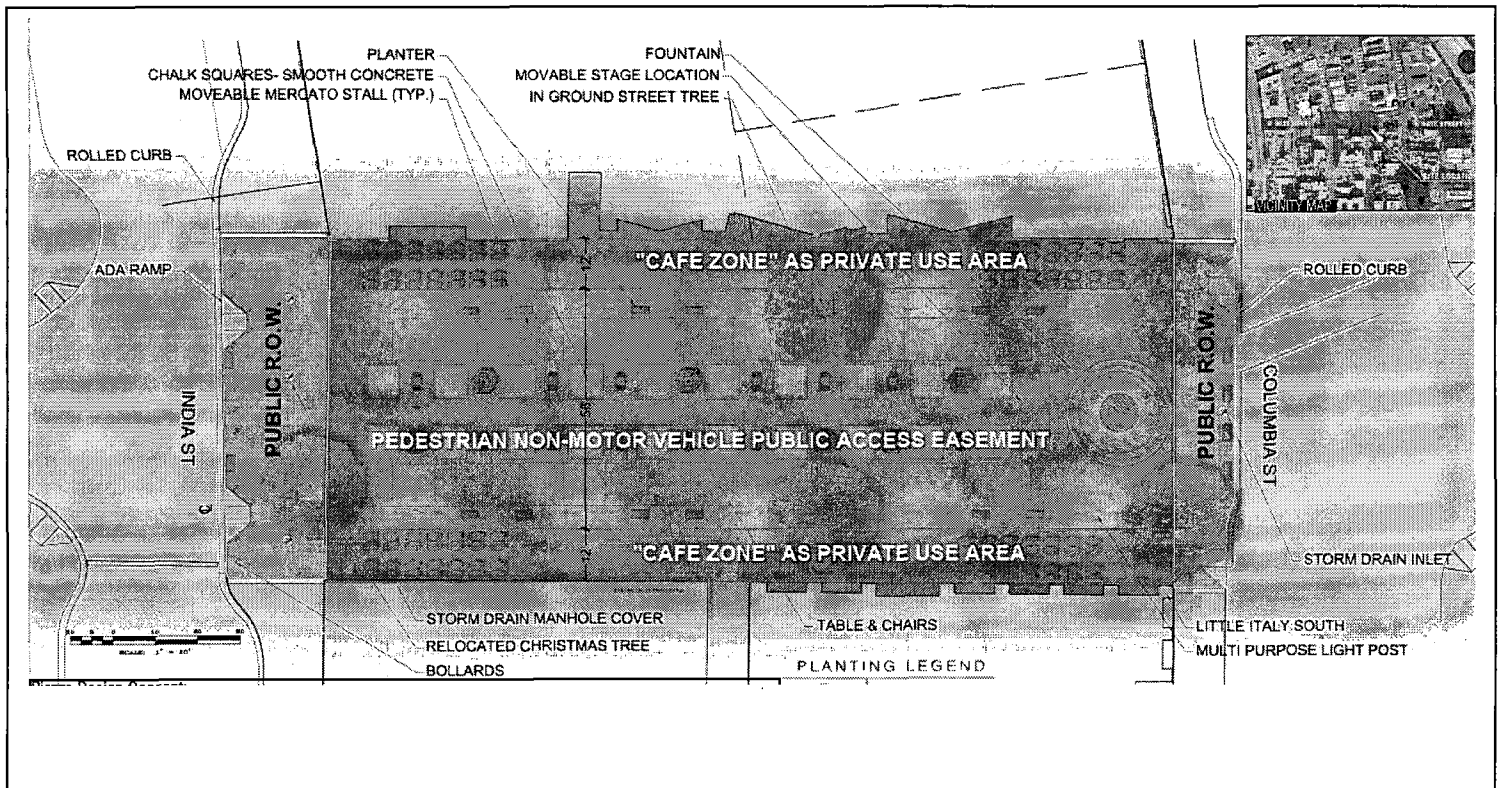 PLANTER
CHALK SQUARES- SMOOTH CONCRETE
MOVEABLE MERCATO STALL (TYP.)
FOUNTAIN
MOVABLE STAGE LOCATION
IN GROUND STREET TREE
ROLLED CURB
VICINITY MAP
ADA RAMP
"CAFE ZONE" AS PRIVATE USE AREA
12
ROLLED CURB
PUBLIC R.O.W.
PUBLIC R.O.W.
INDIA ST
COLUMBIA ST
PEDESTRIAN NON-MOTOR VEHICLE PUBLIC ACCESS EASEMENT
"CAFE ZONE" AS PRIVATE USE AREA
12
STORM DRAIN INLET
STORM DRAIN MANHOLE COVER
RELOCATED CHRISTMAS TREE
BOLLARDS
TABLE & CHAIRS
LITTLE ITALY SOUTH
MULTI PURPOSE LIGHT POST
PLANTING LEGEND